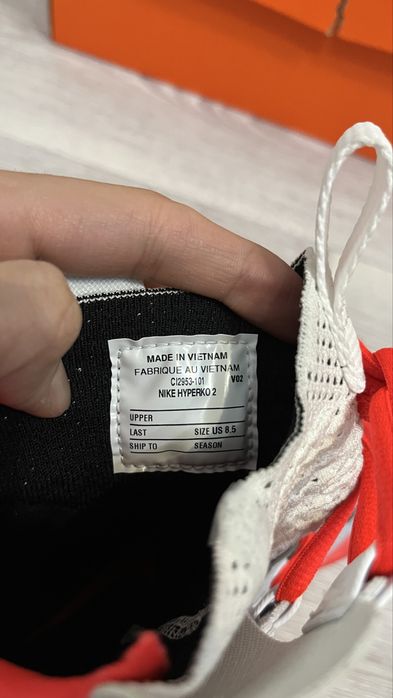 MADE IN VIETNAM
FABRIQUE AU VIETNAM
CI2953-101 V02
NIKE HYPERKO 2
UPPER
LAST SIZE US 8.5
SHIP TO SEASON